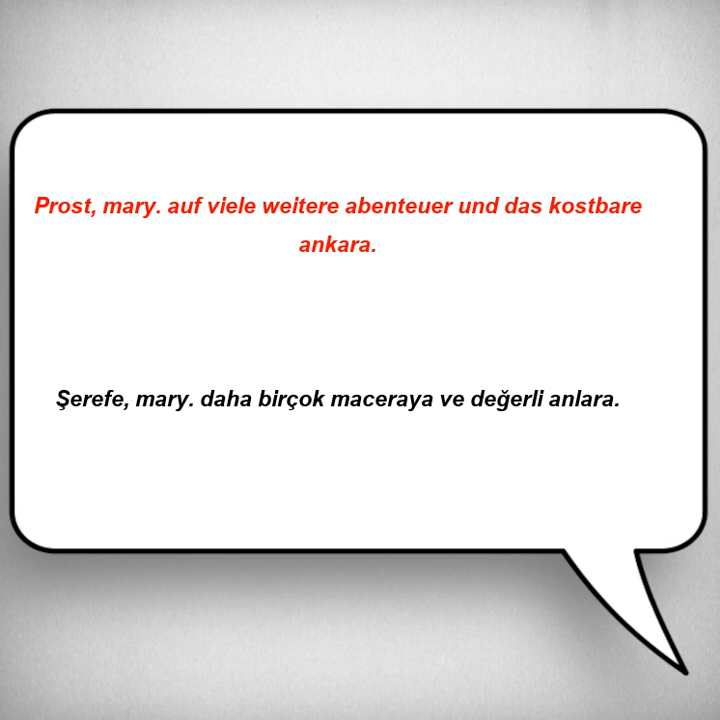 Prost, mary. auf viele weitere abenteuer und das kostbare
ankara.
Şerefe, mary. daha birçok maceraya ve değerli anlara.